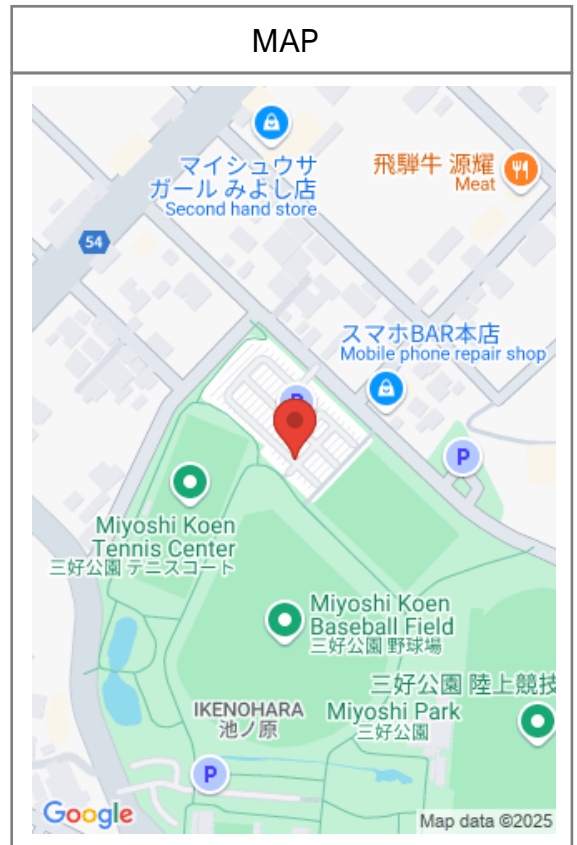 MAP
マイシュウサ
ガール みよし店
Second hand store
飛騨牛 源耀
Meat
54
スマホBAR本店
Mobile phone repair shop
P
P
Miyoshi Koen
Tennis Center
三好公園 テニスコート
Miyoshi Koen
Baseball Field
三好公園 野球場
三好公園 陸上競技
IKENOHARA
池ノ原
Miyoshi Park
三好公園
P
Google
Map data ©2025